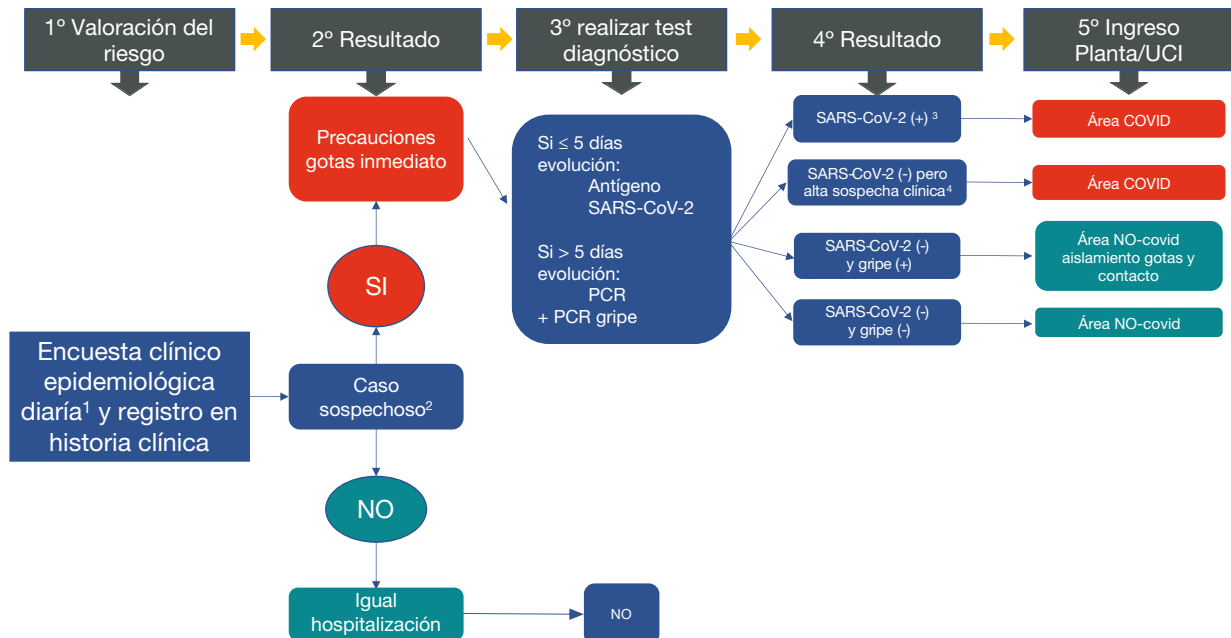 1º Valoración del
riesgo
2º Resultado
3º realizar test
diagnóstico
4º Resultado
5º Ingreso
Planta/UCI
Encuesta clínico
epidemiológica
diaría¹ y registro en
historia clínica
Precauciones
gotas inmediato
SI
Caso
sospechoso²
NO
Igual
hospitalización
NO
Si ≤ 5 días
evolución:
Antígeno
SARS-CoV-2
Si > 5 días
evolución:
PCR
+ PCR gripe
SARS-CoV-2 (+) ³
Área COVID
SARS-CoV-2 (-) pero
alta sospecha clínica⁴
Área COVID
SARS-CoV-2 (-)
y gripe (+)
Área NO-covid
aislamiento gotas y
contacto
SARS-CoV-2 (-)
y gripe (-)
Área NO-covid